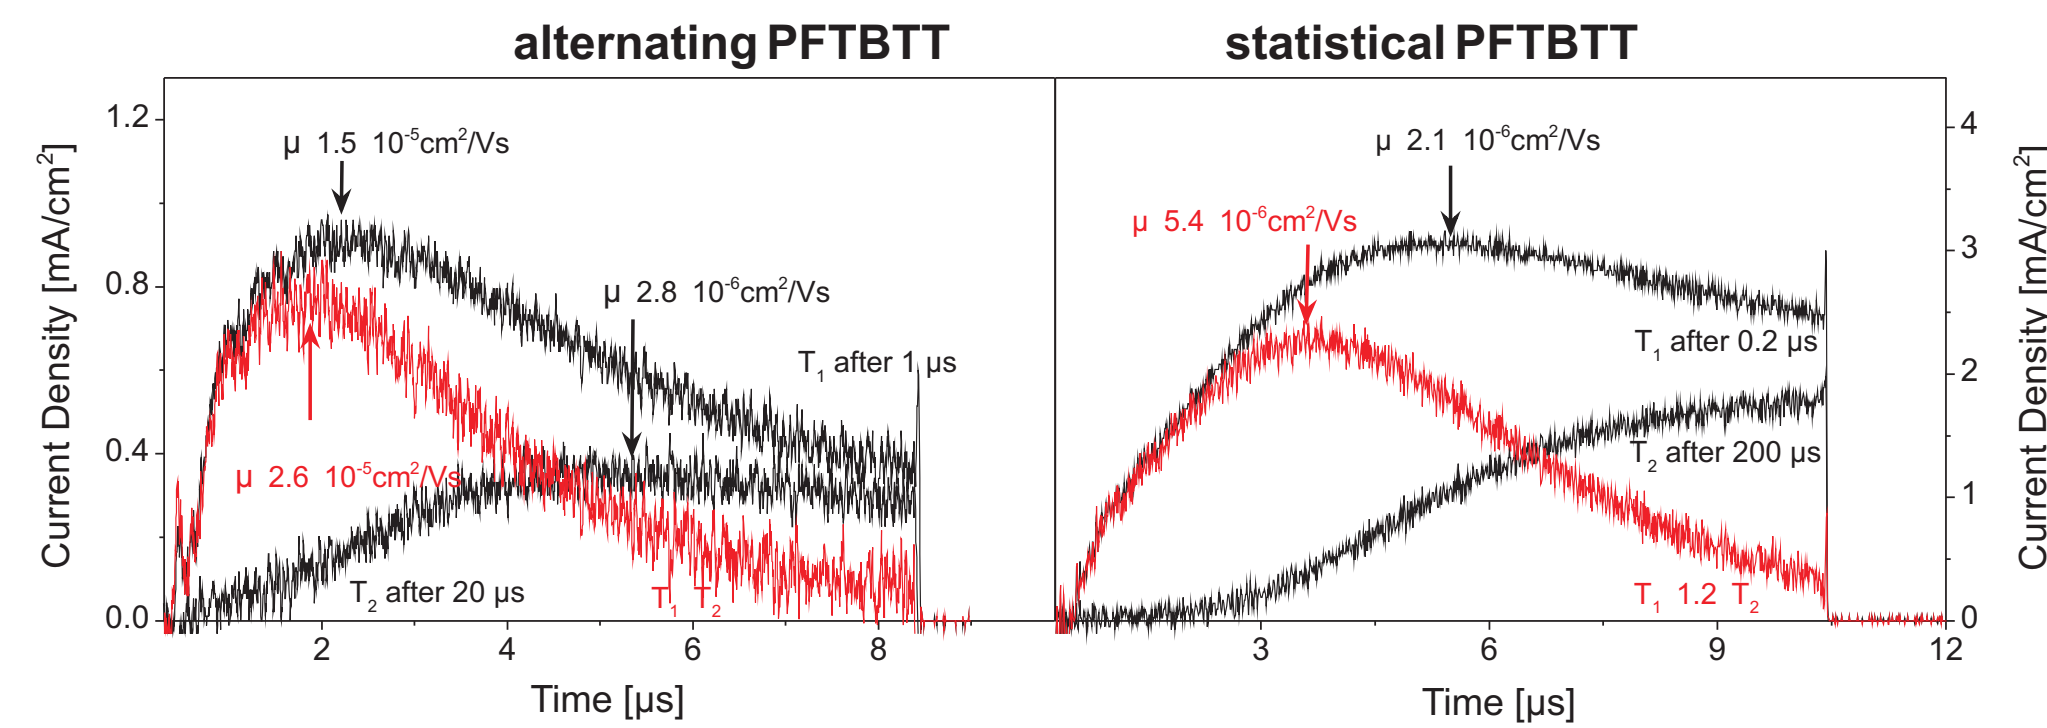 alternating PFTBTT
statistical PFTBTT
Current Density [mA/cm²]
1.2
0.8
0.4
0.0
μ 1.5 10⁻⁵cm²/Vs
μ 2.8 10⁻⁶cm²/Vs
T₁ after 1 μs
μ 2.6 10⁻⁵cm²/Vs
T₂ after 20 μs
T₁ T₂
2 4 6 8
Time [μs]
μ 2.1 10⁻⁶cm²/Vs
μ 5.4 10⁻⁶cm²/Vs
T₁ after 0.2 μs
T₂ after 200 μs
T₁ 1.2 T₂
3 6 9 12
Time [μs]
4
3
2
1
0
Current Density [mA/cm²]